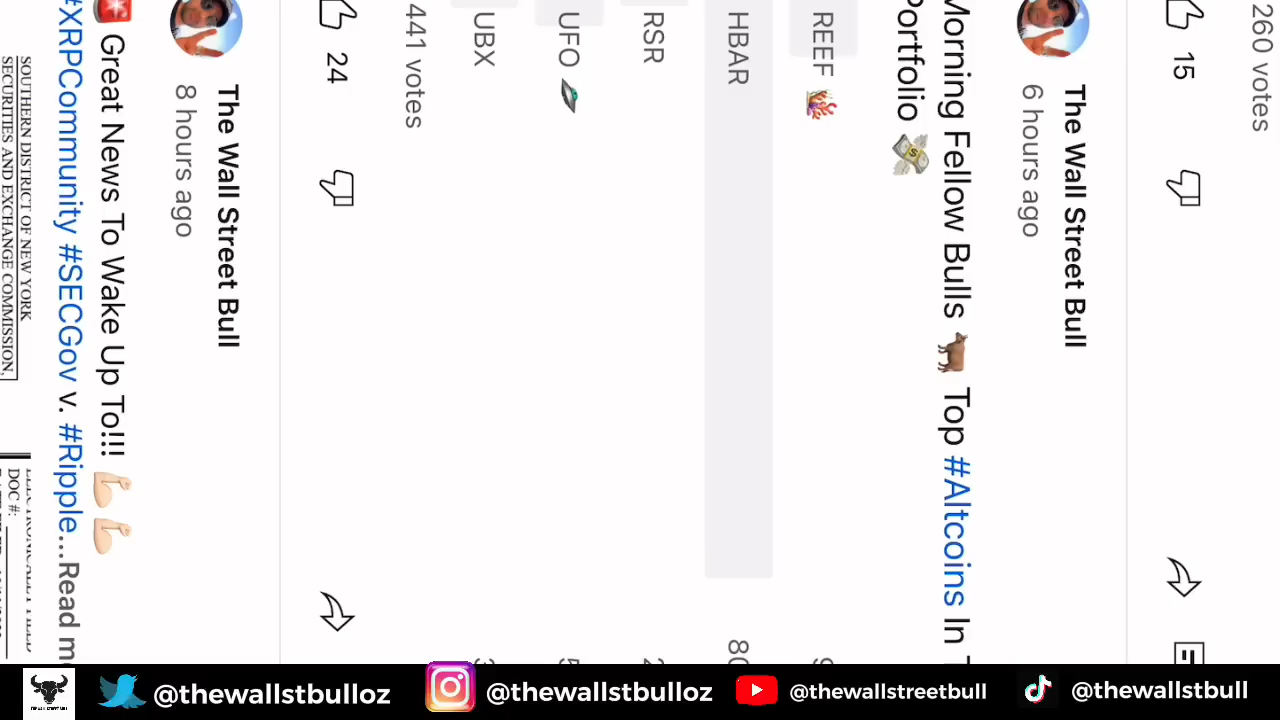 260 votes
15
The Wall Street Bull
6 hours ago
Morning Fellow Bulls 🐂 Top #Altcoins In
Portfolio 💸
REEF 🪸
HBAR
RSR
UFO 🛸
UBX
441 votes
24
The Wall Street Bull
8 hours ago
🚨 Great News To Wake Up To!!! 💪🏻 💪🏻
#XRPCommunity #SECGov v. #Ripple...Read
SOUTHERN DISTRICT OF NEW YORK
SECURITIES AND EXCHANGE COMMISSION,
DOC #:
@thewallstbulloz @thewallstbulloz @thewallstreetbull @thewallstbull